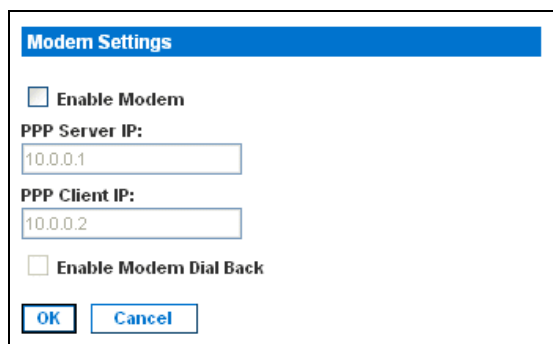 Modem Settings
Enable Modem
PPP Server IP:
10.0.0.1
PPP Client IP:
10.0.0.2
Enable Modem Dial Back
OK Cancel